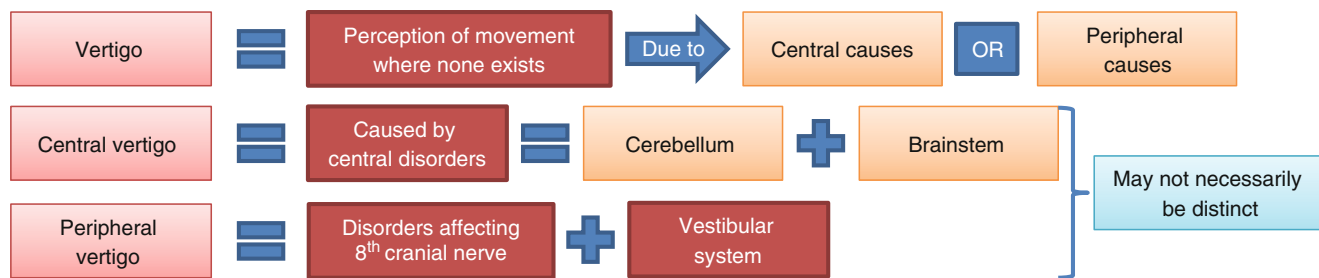 Vertigo
Perception of movement
where none exists
Due to
Central causes
OR
Peripheral
causes
Central vertigo
Caused by
central disorders
Cerebellum
Brainstem
May not necessarily
be distinct
Peripheral
vertigo
Disorders affecting
8th cranial nerve
Vestibular
system